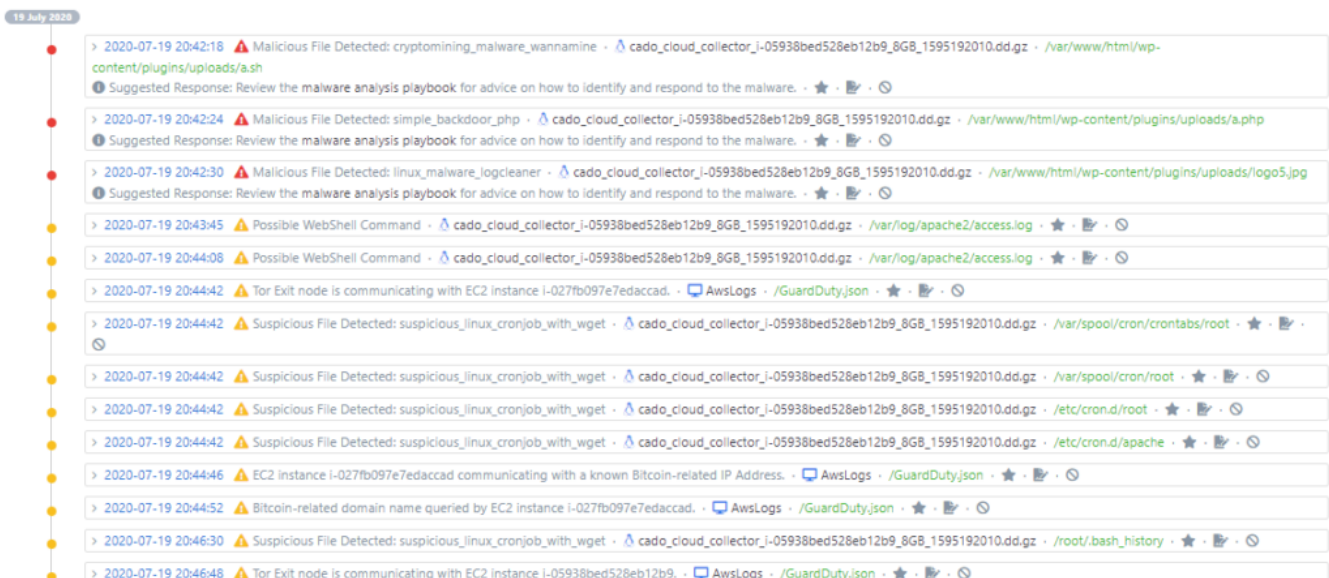 19 July 2020
> 2020-07-19 20:42:18 Malicious File Detected: cryptomining_malware_wannamine · cado_cloud_collector_i-05938bed528eb12b9_8GB_1595192010.dd.gz · /var/www/html/wp-
content/plugins/uploads/a.sh
Suggested Response: Review the malware analysis playbook for advice on how to identify and respond to the malware. · · ·
> 2020-07-19 20:42:24 Malicious File Detected: simple_backdoor_php · cado_cloud_collector_i-05938bed528eb12b9_8GB_1595192010.dd.gz · /var/www/html/wp-content/plugins/uploads/a.php
Suggested Response: Review the malware analysis playbook for advice on how to identify and respond to the malware. · · ·
> 2020-07-19 20:42:30 Malicious File Detected: linux_malware_logcleaner · cado_cloud_collector_i-05938bed528eb12b9_8GB_1595192010.dd.gz · /var/www/html/wp-content/plugins/uploads/logo5.jpg
Suggested Response: Review the malware analysis playbook for advice on how to identify and respond to the malware. · · ·
> 2020-07-19 20:43:45 Possible WebShell Command · cado_cloud_collector_i-05938bed528eb12b9_8GB_1595192010.dd.gz · /var/log/apache2/access.log · · ·
> 2020-07-19 20:44:08 Possible WebShell Command · cado_cloud_collector_i-05938bed528eb12b9_8GB_1595192010.dd.gz · /var/log/apache2/access.log · · ·
> 2020-07-19 20:44:42 Tor Exit node is communicating with EC2 instance i-027fb097e7edaccad. · AwsLogs · /GuardDuty.json · · ·
> 2020-07-19 20:44:42 Suspicious File Detected: suspicious_linux_cronjob_with_wget · cado_cloud_collector_i-05938bed528eb12b9_8GB_1595192010.dd.gz · /var/spool/cron/crontabs/root · · ·
> 2020-07-19 20:44:42 Suspicious File Detected: suspicious_linux_cronjob_with_wget · cado_cloud_collector_i-05938bed528eb12b9_8GB_1595192010.dd.gz · /var/spool/cron/root · · ·
> 2020-07-19 20:44:42 Suspicious File Detected: suspicious_linux_cronjob_with_wget · cado_cloud_collector_i-05938bed528eb12b9_8GB_1595192010.dd.gz · /etc/cron.d/root · · ·
> 2020-07-19 20:44:42 Suspicious File Detected: suspicious_linux_cronjob_with_wget · cado_cloud_collector_i-05938bed528eb12b9_8GB_1595192010.dd.gz · /etc/cron.d/apache · · ·
> 2020-07-19 20:44:46 EC2 instance i-027fb097e7edaccad communicating with a known Bitcoin-related IP Address. · AwsLogs · /GuardDuty.json · · ·
> 2020-07-19 20:44:52 Bitcoin-related domain name queried by EC2 instance i-027fb097e7edaccad. · AwsLogs · /GuardDuty.json · · ·
> 2020-07-19 20:46:30 Suspicious File Detected: suspicious_linux_cronjob_with_wget · cado_cloud_collector_i-05938bed528eb12b9_8GB_1595192010.dd.gz · /root/.bash_history · · ·
> 2020-07-19 20:46:48 Tor Exit node is communicating with EC2 instance i-05938bed528eb12b9. · AwsLogs · /GuardDuty.json · · ·